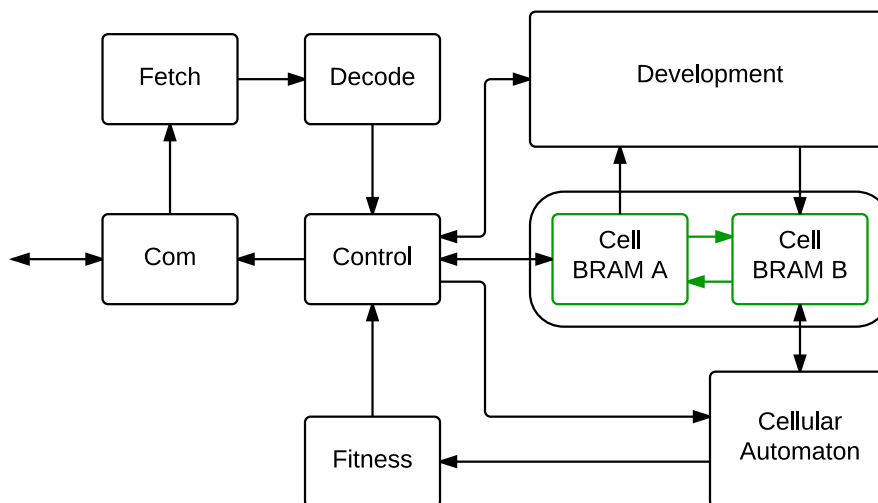 Fetch
Decode
Development
Com
Control
Cell
BRAM A
Cell
BRAM B
Fitness
Cellular
Automaton